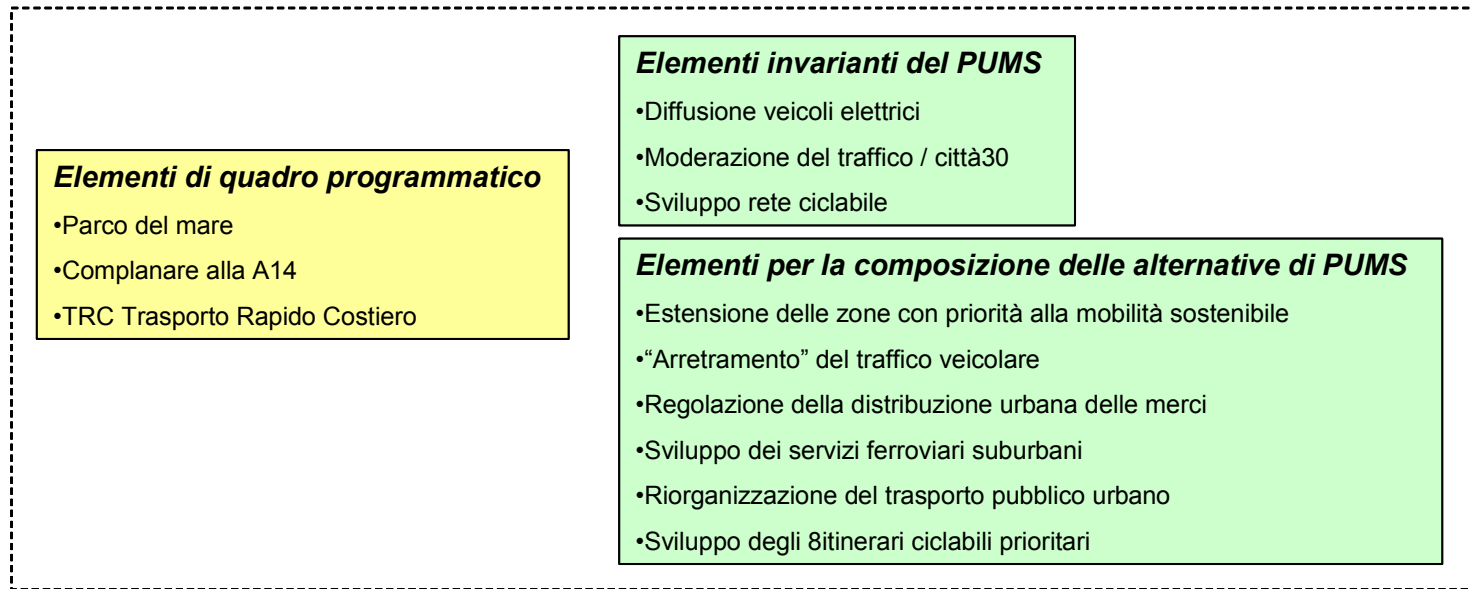 Elementi di quadro programmatico
•Parco del mare
•Complanare alla A14
•TRC Trasporto Rapido Costiero
Elementi invarianti del PUMS
•Diffusione veicoli elettrici
•Moderazione del traffico / città30
•Sviluppo rete ciclabile
Elementi per la composizione delle alternative di PUMS
•Estensione delle zone con priorità alla mobilità sostenibile
•“Arretramento” del traffico veicolare
•Regolazione della distribuzione urbana delle merci
•Sviluppo dei servizi ferroviari suburbani
•Riorganizzazione del trasporto pubblico urbano
•Sviluppo degli 8itinerari ciclabili prioritari